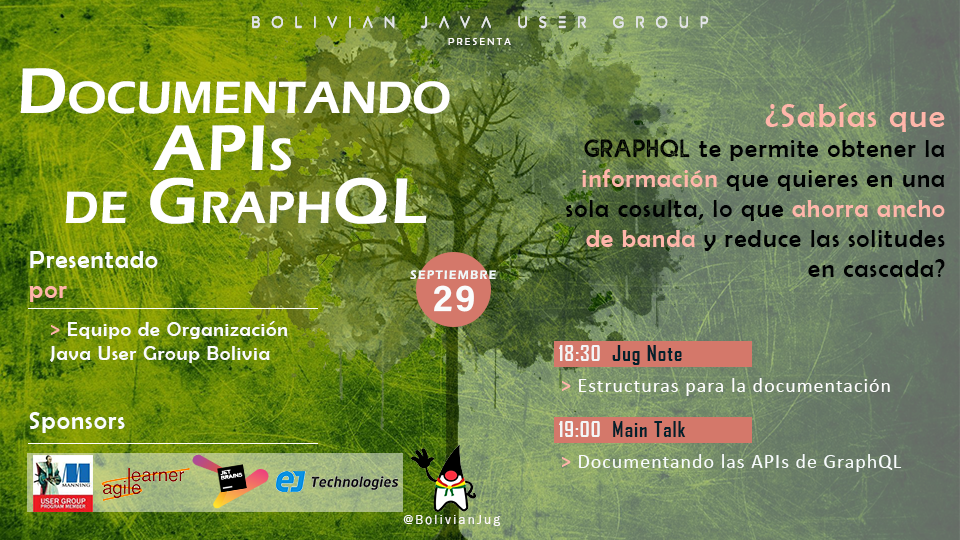 BOLIVIAN JAVA USER GROUP
PRESENTA
DOCUMENTANDO
APIS
DE GRAPHQL
Presentado
por
> Equipo de Organización
Java User Group Bolivia
Sponsors
MANNING
USER GROUP
PROGRAM MEMBER
learner
agile
JET
BRAINS
ej Technologies
SEPTIEMBRE
29
@BolivianJug
¿Sabías que
GRAPHQL te permite obtener la
información que quieres en una
sola cosulta, lo que ahorra ancho
de banda y reduce las solitudes
en cascada?
18:30 Jug Note
> Estructuras para la documentación
19:00 Main Talk
> Documentando las APIs de GraphQL